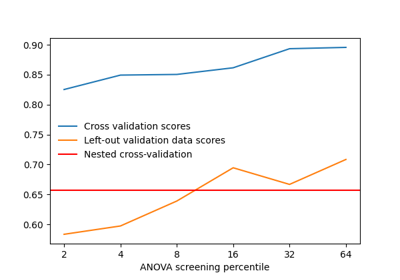 0.90
0.85
0.80
0.75
0.70
0.65
0.60
Cross validation scores
Left-out validation data scores
Nested cross-validation
2 4 8 16 32 64
ANOVA screening percentile